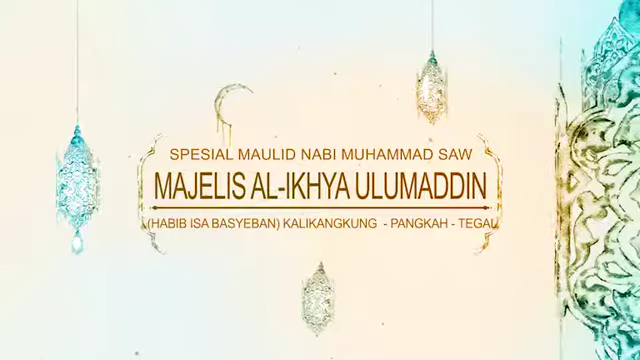 SPESIAL MAULID NABI MUHAMMAD SAW
MAJELIS AL-IKHYA ULUMADDIN
(HABIB ISA BASYEBAN) KALIKANGKUNG - PANGKAH - TEGAL